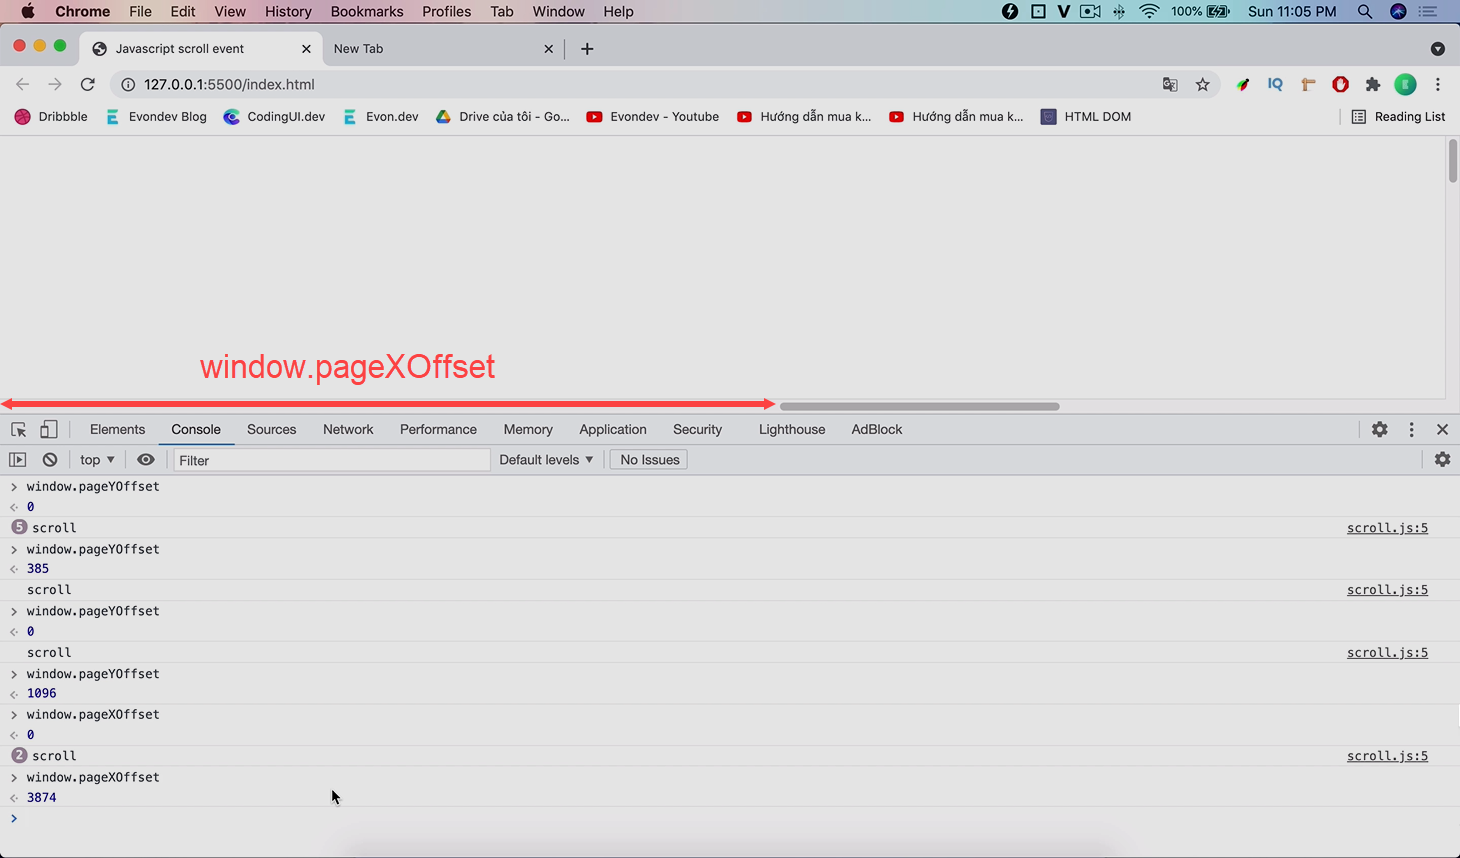 Chrome File Edit View History Bookmarks Profiles Tab Window Help 100% Sun 11:05 PM
Javascript scroll event New Tab
127.0.0.1:5500/index.html
Dribbble Evondev Blog CodingUI.dev Evon.dev Drive của tôi - Go... Evondev - Youtube Hướng dẫn mua k... Hướng dẫn mua k... HTML DOM Reading List
window.pageXOffset
Elements Console Sources Network Performance Memory Application Security Lighthouse AdBlock
top Filter Default levels No Issues
window.pageYOffset
0
5 scroll scroll.js:5
window.pageYOffset
385
scroll scroll.js:5
window.pageYOffset
0
scroll scroll.js:5
window.pageYOffset
1096
window.pageXOffset
0
2 scroll scroll.js:5
window.pageXOffset
3874